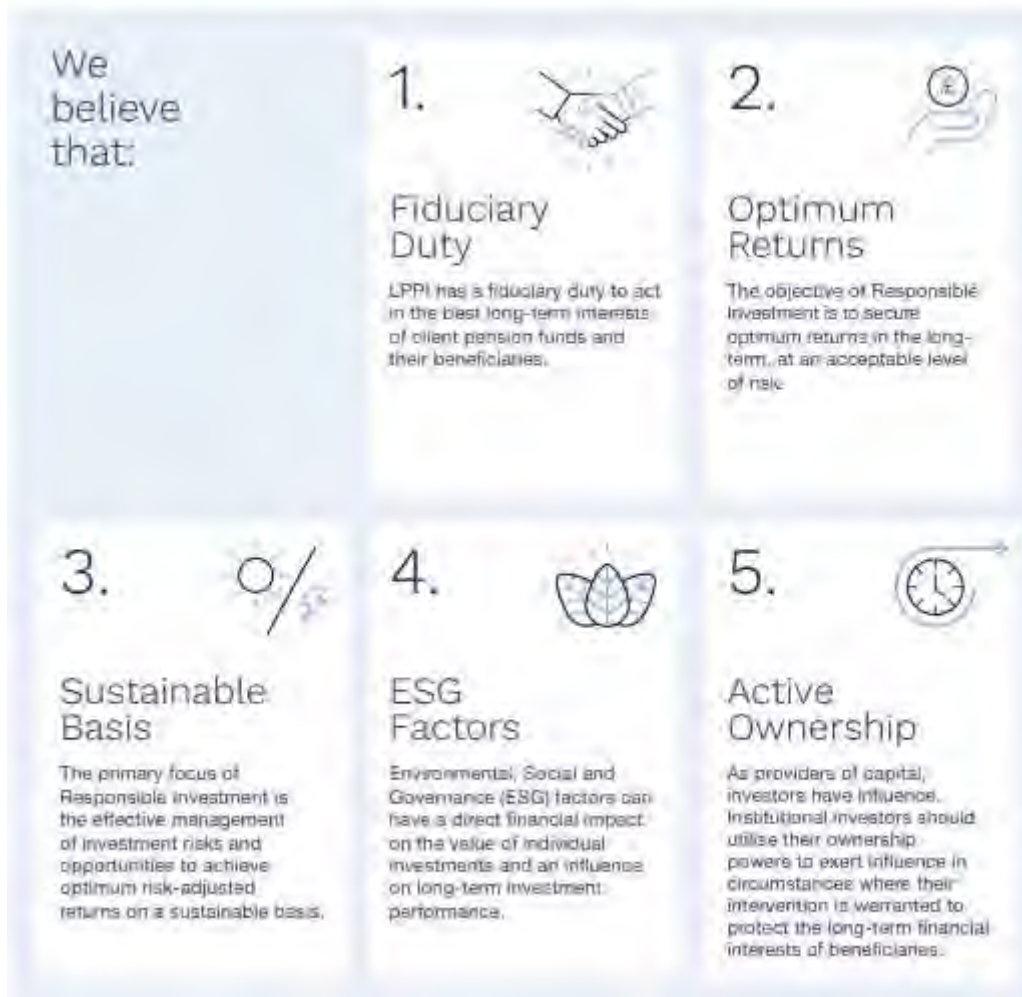 We
believe
that:
1.
Fiduciary
Duty
LPPI has a fiduciary duty to act
in the best long-term interests
of client pension funds and
their beneficiaries.
2.
£
Optimum
Returns
The objective of Responsible
Investment is to secure
optimum returns in the long-
term, at an acceptable level
of risk
3.
Sustainable
Basis
The primary focus of
Responsible Investment is
the effective management
of investment risks and
opportunities to achieve
optimum risk-adjusted
returns on a sustainable basis.
4.
ESG
Factors
Environmental, Social and
Governance (ESG) factors can
have a direct financial impact
on the value of individual
investments and an influence
on long-term investment
performance.
5.
Active
Ownership
As providers of capital,
investors have influence.
Institutional investors should
utilise their ownership
powers to exert influence in
circumstances where their
intervention is warranted to
protect the long-term financial
interests of beneficiaries.